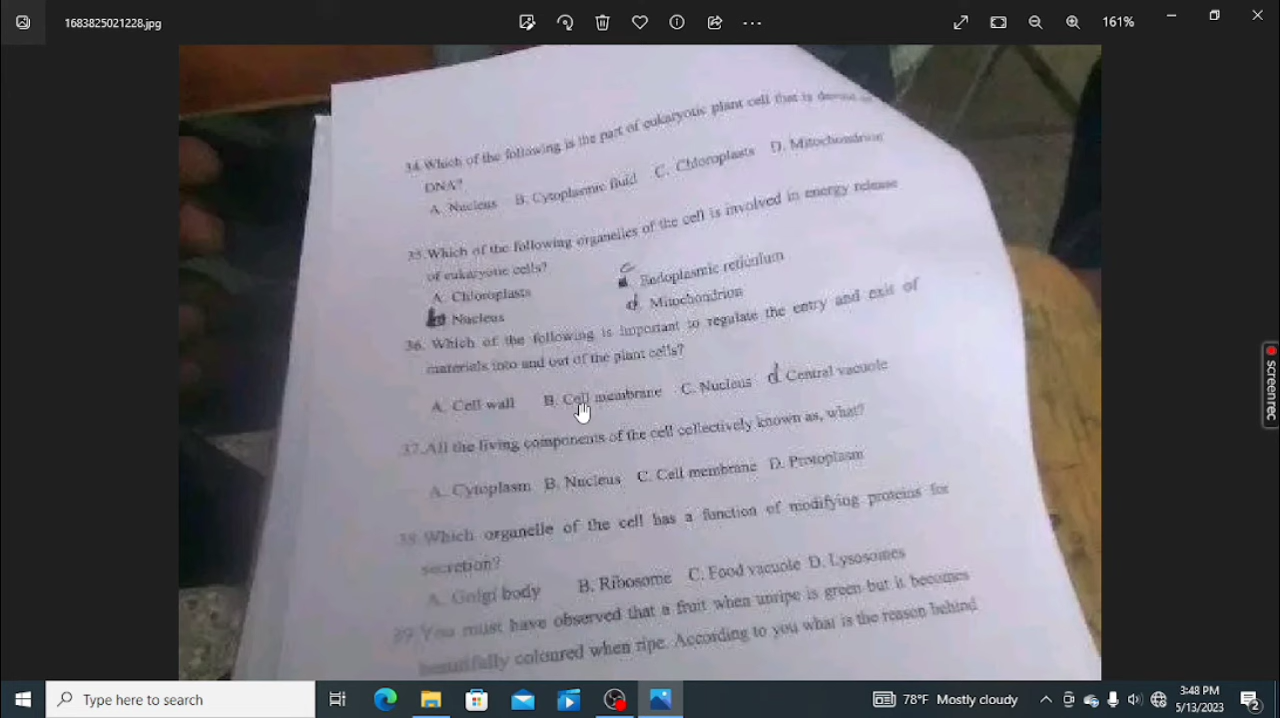 1683825021228.jpg
161%
34. Which of the following is the part of eukaryotic plant cell that is
DNA?
A. Nucleus B. Cytoplasmic fluid C. Chloroplasts D. Mitochondrion
35. Which of the following organelles of the cell is involved in energy release
of eukaryotic cells?
A. Chloroplasts c Endoplasmic reticulum
Nucleus d Mitochondrion
36. Which of the following is important to regulate the entry and exit of
materials into and out of the plant cells?
A. Cell wall B. Cell membrane C. Nucleus d. Central vacuole
37. All the living components of the cell cellectively known as, what?
A. Cytoplasm B. Nucleus C. Cell membrane D. Protoplasm
38. Which organelle of the cell has a function of modifying proteins for
secretion?
A. Golgi body B. Ribosome C. Food vacuole D. Lysosomes
39. You must have observed that a fruit when unripe is green but it becomes
beautifully coloured when ripe. According to you what is the reason behind
screenrec
Type here to search
78°F Mostly cloudy
3:48 PM
5/13/2023
2